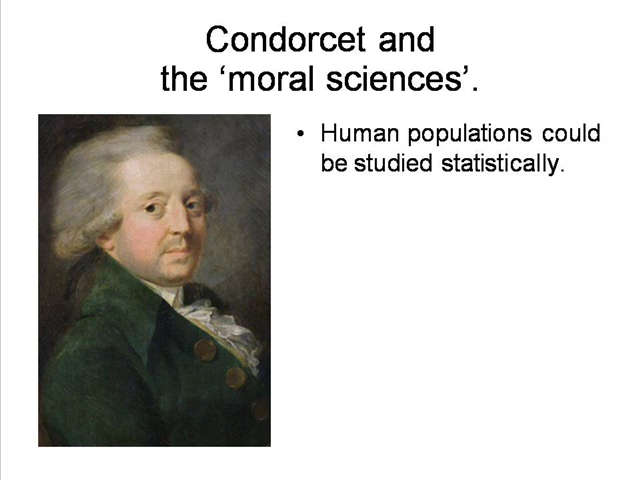 Condorcet and
the ‘moral sciences’.
• Human populations could
be studied statistically.